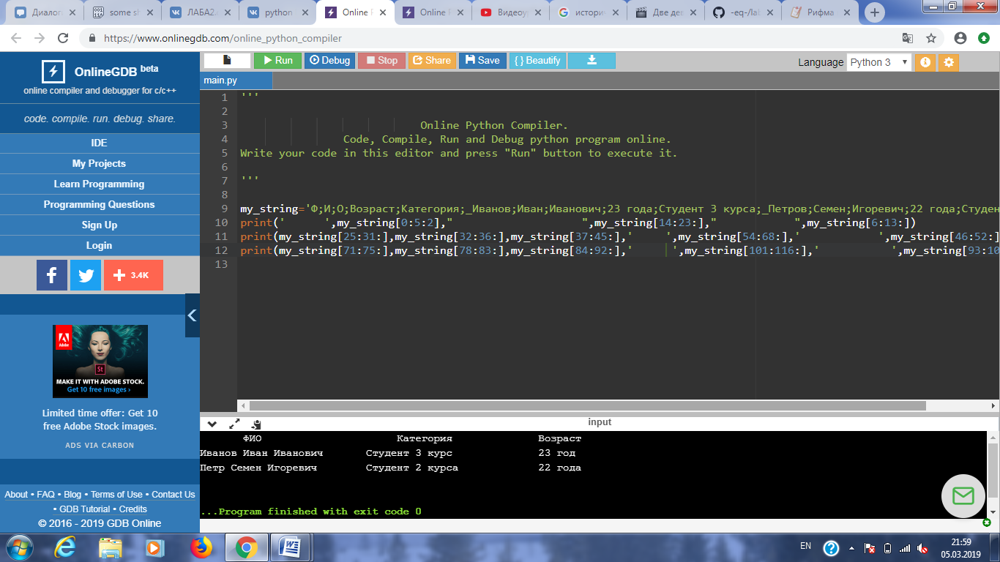 Диалоги
some sl
ЛАБА2.
python
Online P
Online P
Видеоу
истори
Две дев
-eq-/lab
Рифма
https://www.onlinegdb.com/online_python_compiler
OnlineGDB beta
online compiler and debugger for c/c++
code. compile. run. debug. share.
IDE
My Projects
Learn Programming
Programming Questions
Sign Up
Login
3.4K
Adobe
St
MAKE IT WITH ADOBE STOCK.
Get 10 free images ›
Limited time offer: Get 10
free Adobe Stock images.
ADS VIA CARBON
About • FAQ • Blog • Terms of Use • Contact Us
• GDB Tutorial • Credits
© 2016 - 2019 GDB Online
Run Debug Stop Share Save { } Beautify
Language Python 3
main.py
1 '''
2
3 Online Python Compiler.
4 Code, Compile, Run and Debug python program online.
5 Write your code in this editor and press "Run" button to execute it.
6
7 '''
8
9 my_string='Ф;И;О;Возраст;Категория;_Иванов;Иван;Иванович;23 года;Студент 3 курса;_Петров;Семен;Игоревич;22 года;Студен
10 print('      ',my_string[0:5:2],"                    ",my_string[14:23:],"            ",my_string[6:13:])
11 print(my_string[25:31:],my_string[32:36:],my_string[37:45:],'     ',my_string[54:68:],'            ',my_string[46:52:]
12 print(my_string[71:75:],my_string[78:83:],my_string[84:92:],'      ',my_string[101:116:],'           ',my_string[93:10
13
input
ФИО Категория Возраст
Иванов Иван Иванович Студент 3 курс 23 год
Петр Семен Игоревич Студент 2 курса 22 года
...Program finished with exit code 0
EN
21:59
05.03.2019